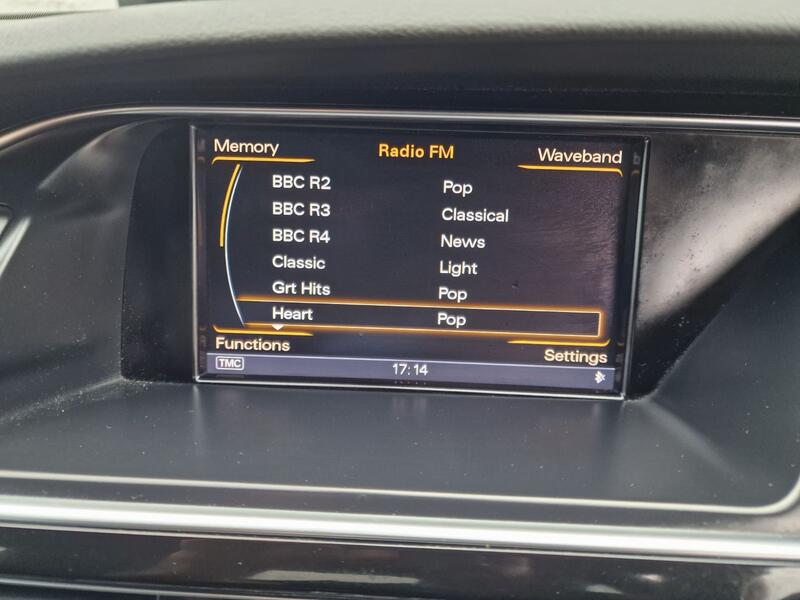 Memory Radio FM Waveband
BBC R2 Pop
BBC R3 Classical
BBC R4 News
Classic Light
Grt Hits Pop
Heart Pop
Functions Settings
TMC 17:14